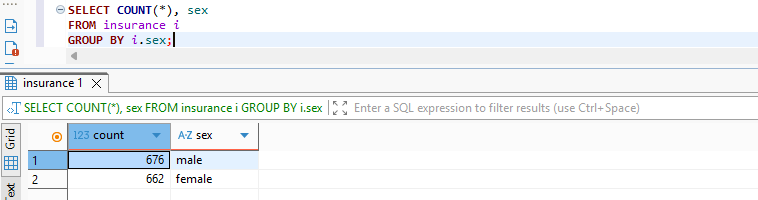 SELECT COUNT(*), sex
FROM insurance i
GROUP BY i.sex;
insurance 1
SELECT COUNT(*), sex FROM insurance i GROUP BY i.sex
Enter a SQL expression to filter results (use Ctrl+Space)
Grid
123 count A-Z sex
1 676 male
2 662 female
Text